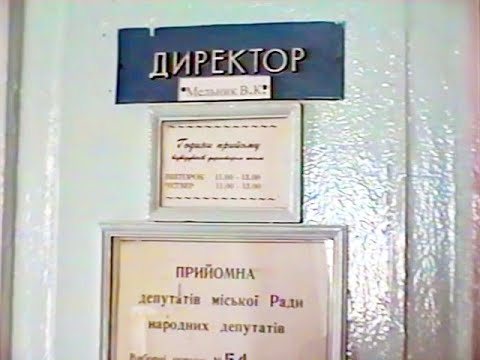 ДИРЕКТОР
Мельник В.К.
Години прийому
ВІВТОРОК 11.00 - 13.00
ЧЕТВЕР 11.00 - 13.00
ПРИЙОМНА
депутатів міської Ради
народних депутатів